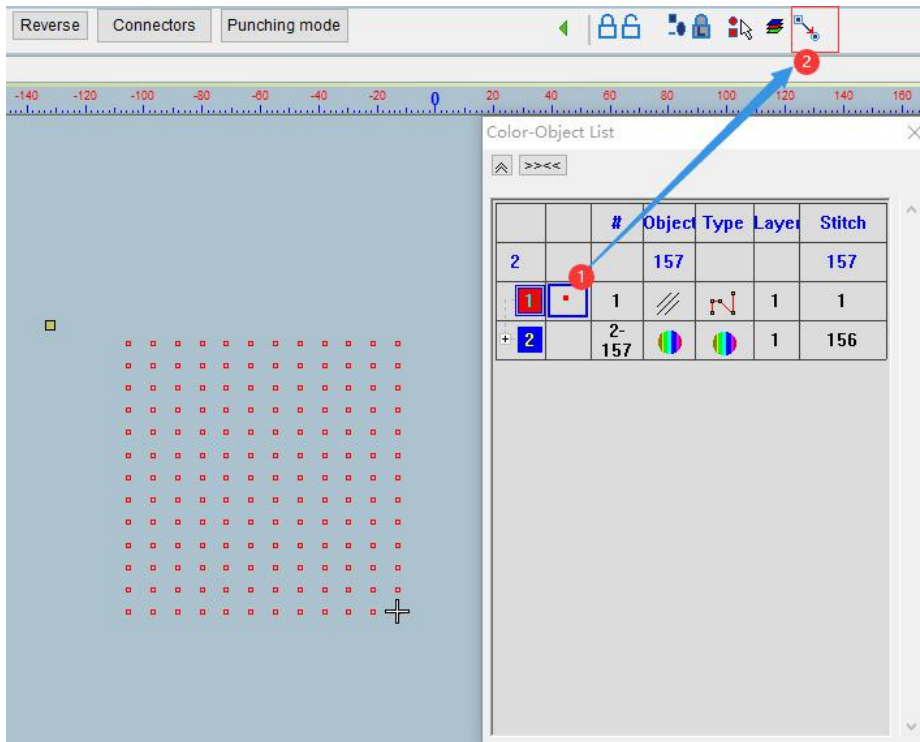 Reverse Connectors Punching mode
2
-140 -120 -100 -80 -60 -40 -20 0 20 40 60 80 100 120 140 160
Color-Object List
>><<
# Object Type Layer Stitch
2 157 157
1
1 1 1 1
2 2-157 1 156